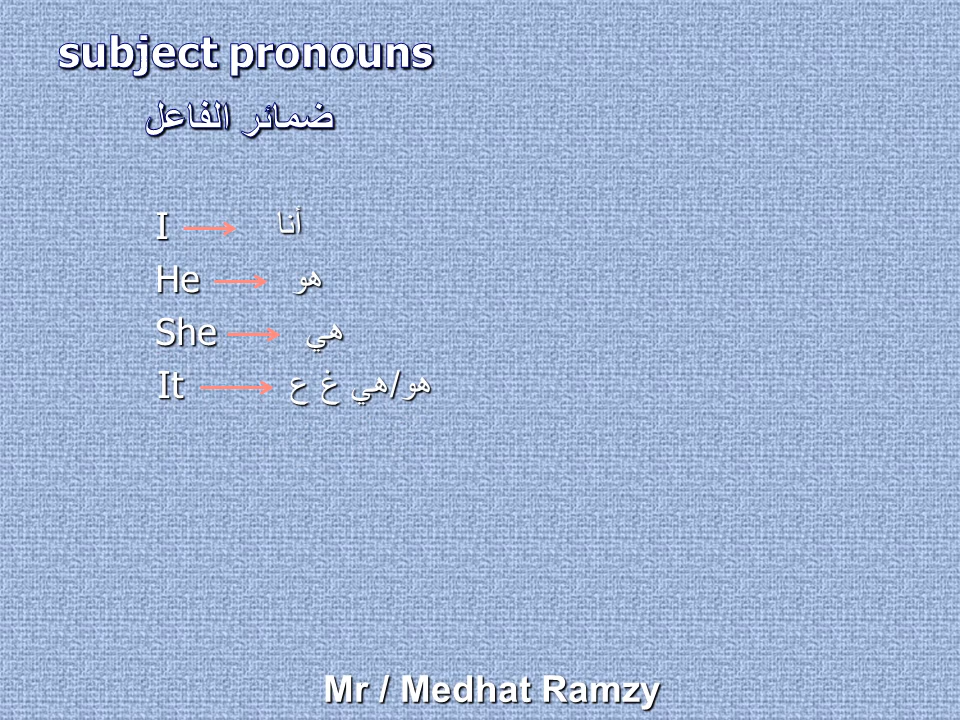 subject pronouns
ضمائر الفاعل
I → أنا
He → هو
She → هي
It → هو/هي غ ع
Mr / Medhat Ramzy